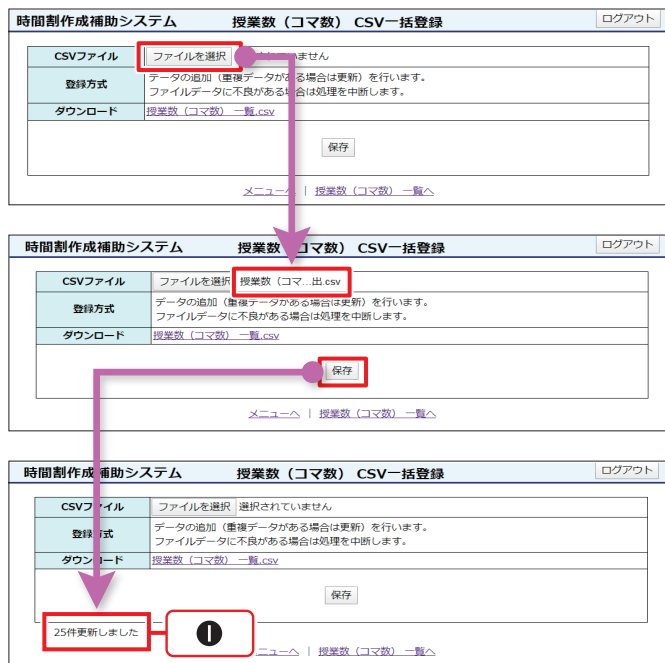 時間割作成補助システム 授業数（コマ数） CSV一括登録 ログアウト
CSVファイル ファイルを選択 されていません
登録方式 データの追加（重複データがある場合は更新）を行います。
ファイルデータに不良がある場合は処理を中断します。
ダウンロード 授業数（コマ数） 一覧.csv
保存
メニューへ | 授業数（コマ数） 一覧へ
時間割作成補助システム 授業数（コマ数） CSV一括登録 ログアウト
CSVファイル ファイルを選択 授業数（コマ...出.csv
登録方式 データの追加（重複データがある場合は更新）を行います。
ファイルデータに不良がある場合は処理を中断します。
ダウンロード 授業数（コマ数） 一覧.csv
保存
メニューへ | 授業数（コマ数） 一覧へ
時間割作成補助システム 授業数（コマ数） CSV一括登録 ログアウト
CSVファイル ファイルを選択 選択されていません
登録方式 データの追加（重複データがある場合は更新）を行います。
ファイルデータに不良がある場合は処理を中断します。
ダウンロード 授業数（コマ数） 一覧.csv
保存
25件更新しました ❶
ニューへ | 授業数（コマ数） 一覧へ